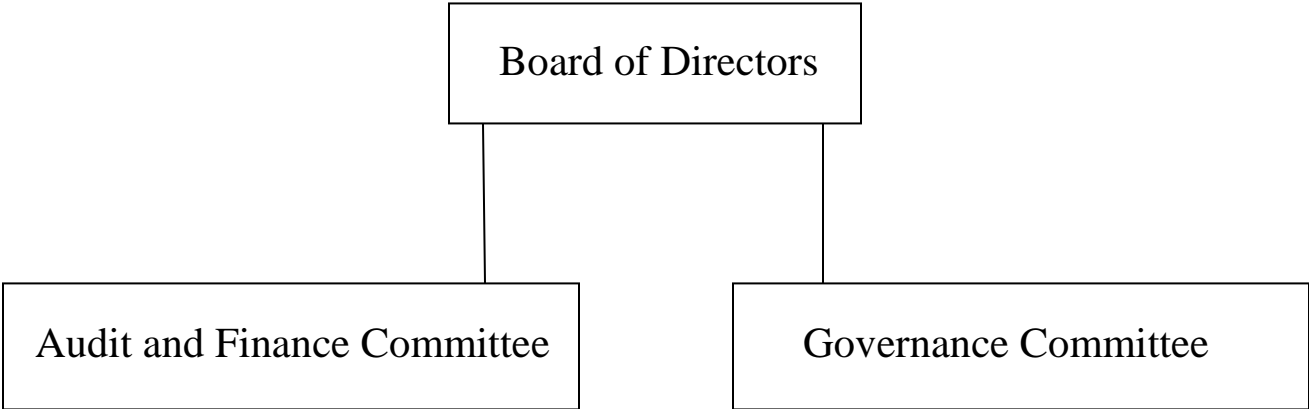 Board of Directors
Audit and Finance Committee
Governance Committee